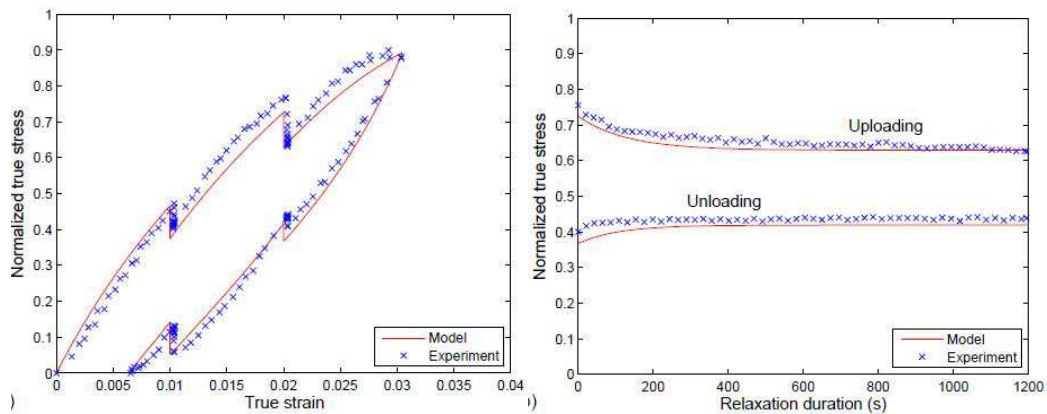 1
0.9
0.8
0.7
0.6
0.5
0.4
0.3
0.2
0.1
0
Normalized true stress
0 0.005 0.01 0.015 0.02 0.025 0.03 0.035 0.04
True strain
Model
Experiment
)
1
0.9
0.8
0.7
0.6
0.5
0.4
0.3
0.2
0.1
0
Normalized true stress
Uploading
Unloading
0 200 400 600 800 1000 1200
Relaxation duration (s)
Model
Experiment
)